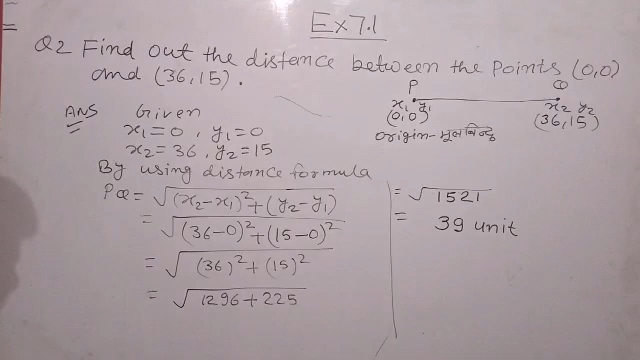 Ex 7.1
Q2 Find out the distance between the points (0,0)
and (36,15).
P Q
x₁ y₁ x₂ y₂
(0,0) (36,15)
origin - मूलबिन्दु
Ans Given
x₁=0, y₁=0
x₂=36, y₂=15
By using distance formula
PQ = √(x₂-x₁)²+(y₂-y₁)
= √(36-0)²+(15-0)²
= √(36)²+(15)²
= √1296+225
= √1521
= 39 unit